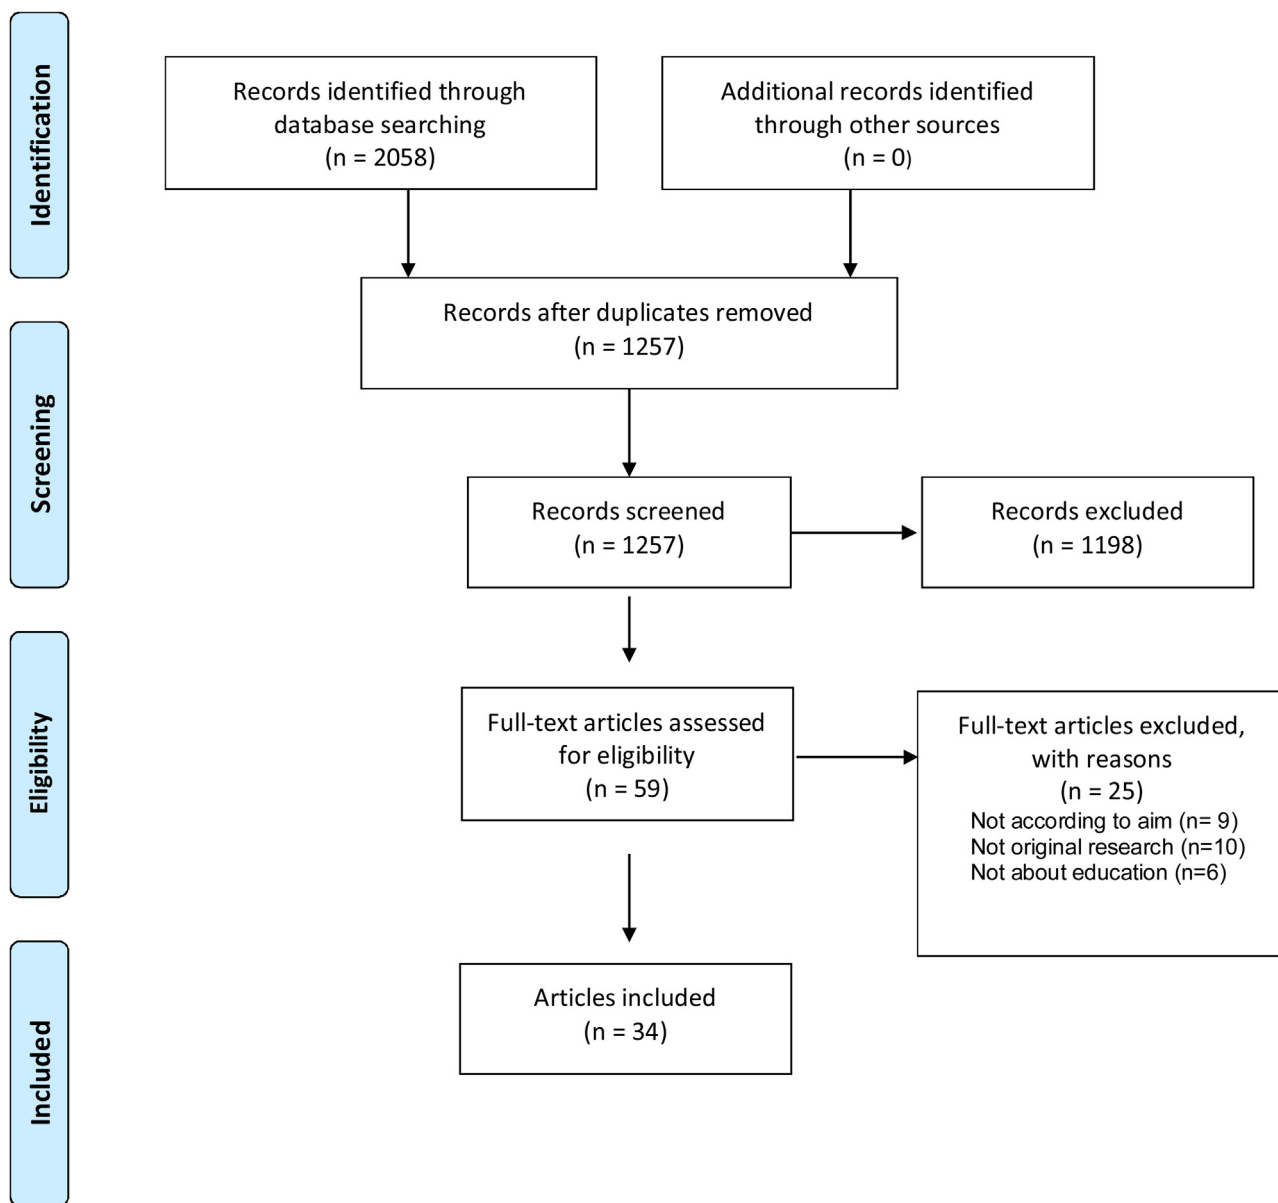 Identification
Records identified through
database searching
(n = 2058)
Additional records identified
through other sources
(n = 0)
Records after duplicates removed
(n = 1257)
Screening
Records screened
(n = 1257)
Records excluded
(n = 1198)
Eligibility
Full-text articles assessed
for eligibility
(n = 59)
Full-text articles excluded,
with reasons
(n = 25)
Not according to aim (n= 9)
Not original research (n=10)
Not about education (n=6)
Included
Articles included
(n = 34)